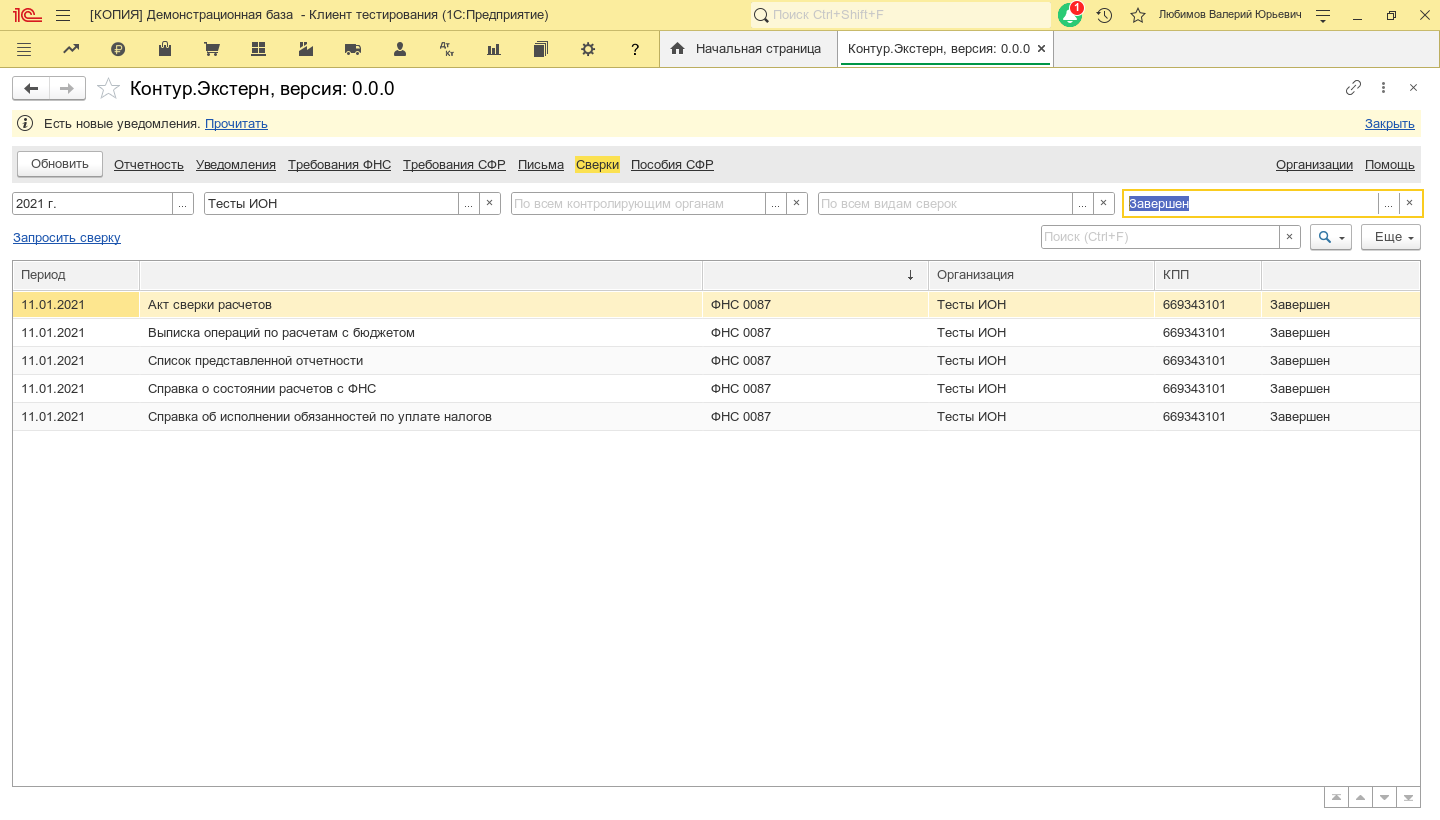 [КОПИЯ] Демонстрационная база - Клиент тестирования (1С:Предприятие) Поиск Ctrl+Shift+F 1 Любимов Валерий Юрьевич
Дт Кт ? Начальная страница Контур.Экстерн, версия: 0.0.0
Контур.Экстерн, версия: 0.0.0
Есть новые уведомления. Прочитать Закрыть
Обновить Отчетность Уведомления Требования ФНС Требования СФР Письма Сверки Пособия СФР Организации Помощь
2021 г. ... Тесты ИОН ... × По всем контролирующим органам ... × По всем видам сверок ... × Завершен ... ×
Запросить сверку Поиск (Ctrl+F) × Еще
Период ↓ Организация КПП
11.01.2021 Акт сверки расчетов ФНС 0087 Тесты ИОН 669343101 Завершен
11.01.2021 Выписка операций по расчетам с бюджетом ФНС 0087 Тесты ИОН 669343101 Завершен
11.01.2021 Список представленной отчетности ФНС 0087 Тесты ИОН 669343101 Завершен
11.01.2021 Справка о состоянии расчетов с ФНС ФНС 0087 Тесты ИОН 669343101 Завершен
11.01.2021 Справка об исполнении обязанностей по уплате налогов ФНС 0087 Тесты ИОН 669343101 Завершен